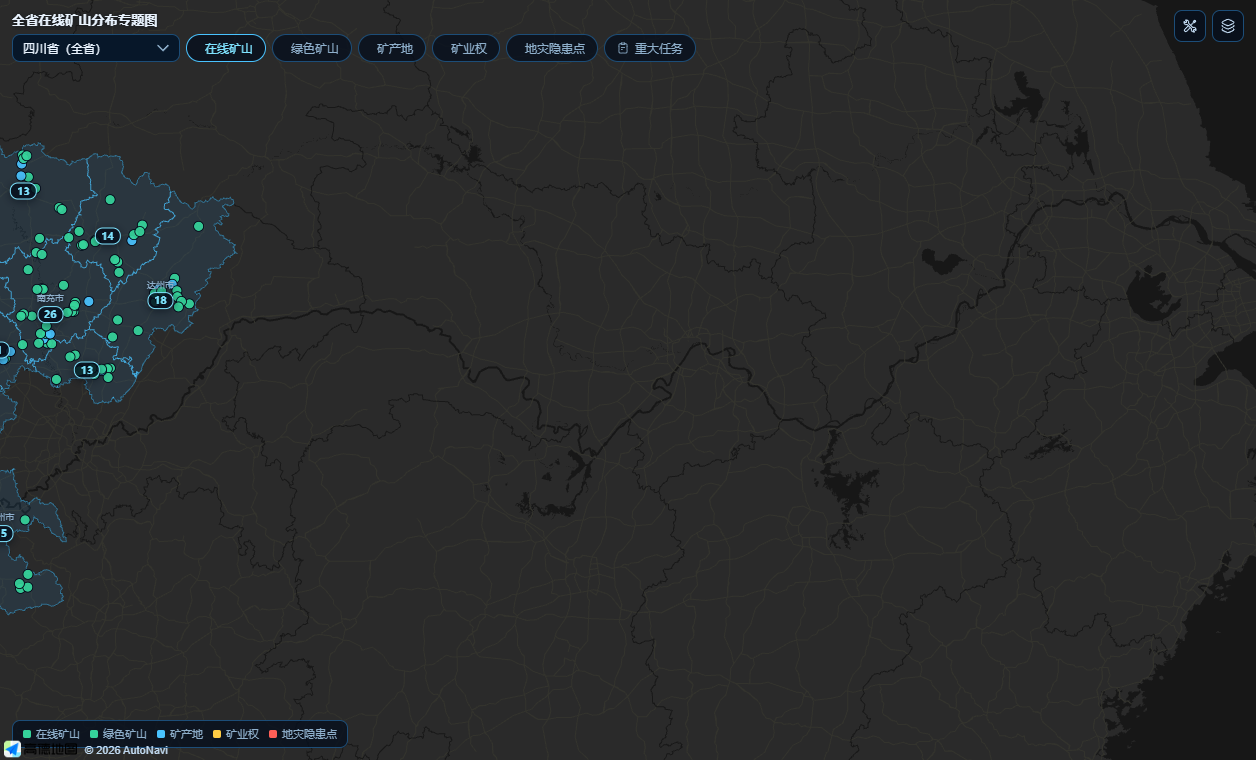 全省在线矿山分布专题图
四川省（全省） 在线矿山 绿色矿山 矿产地 矿业权 地灾隐患点 重大任务
13
14
达州市
18
南充市
26
13
州市
5
在线矿山 绿色矿山 矿产地 矿业权 地灾隐患点
高德地图 © 2026 AutoNavi